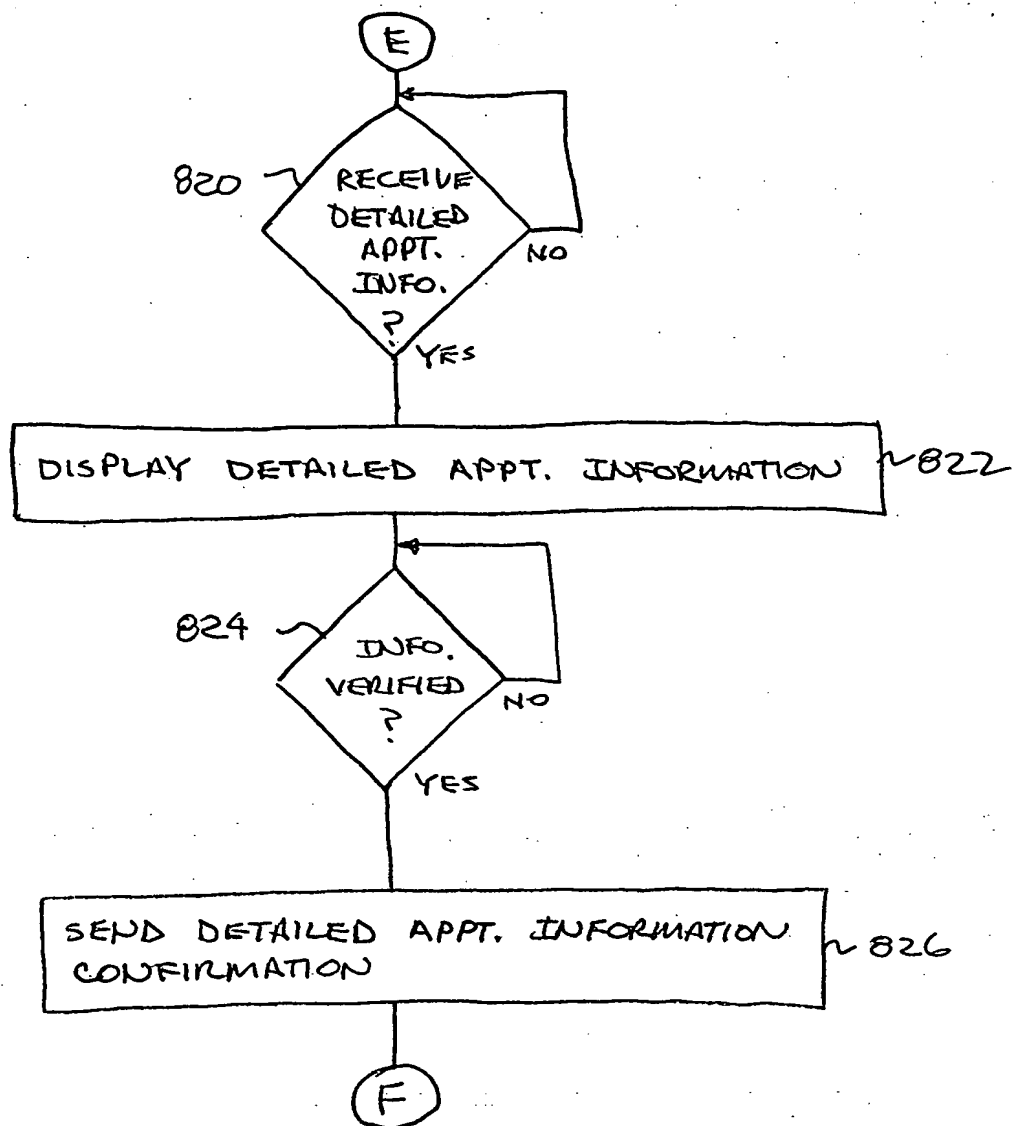 E
820
RECEIVE
DETAILED
APPT.
INFO.
?
NO
YES
DISPLAY DETAILED APPT. INFORMATION
822
824
INFO.
VERIFIED
?
NO
YES
SEND DETAILED APPT. INFORMATION
CONFIRMATION
826
F